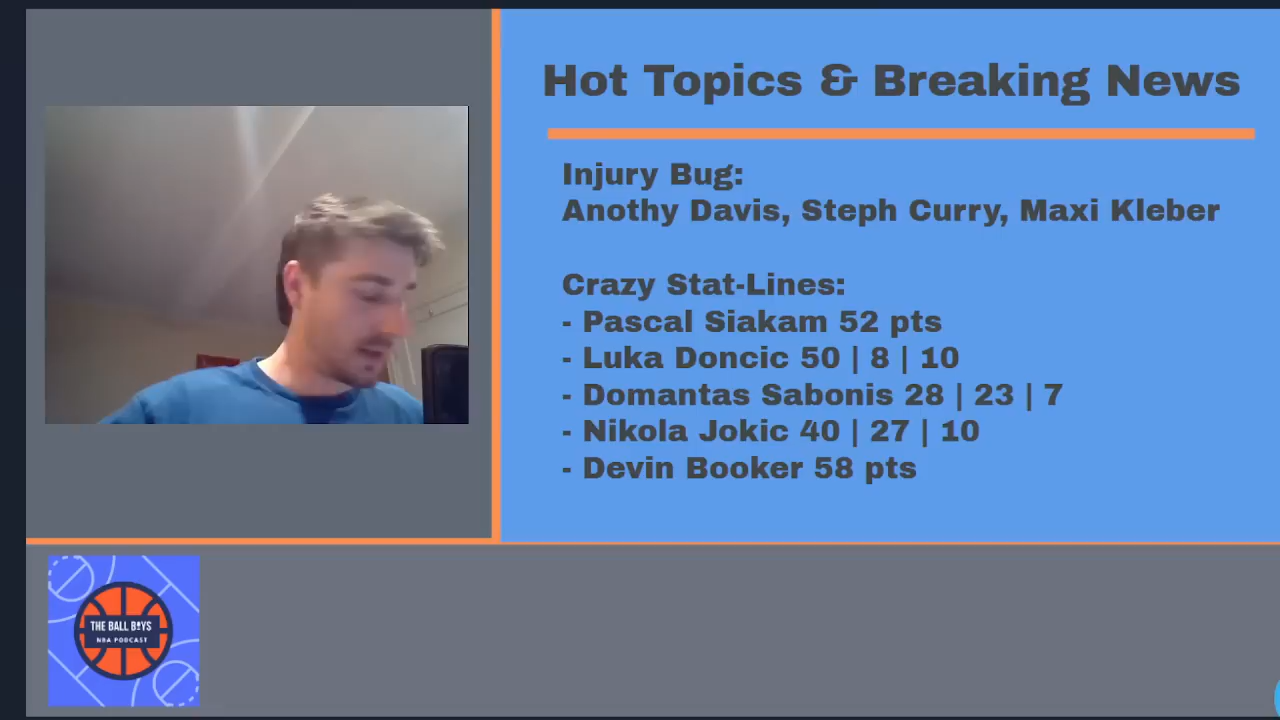 Hot Topics & Breaking News
Injury Bug:
Anothy Davis, Steph Curry, Maxi Kleber
Crazy Stat-Lines:
- Pascal Siakam 52 pts
- Luka Doncic 50 | 8 | 10
- Domantas Sabonis 28 | 23 | 7
- Nikola Jokic 40 | 27 | 10
- Devin Booker 58 pts
THE BALL BOYS
NBA PODCAST